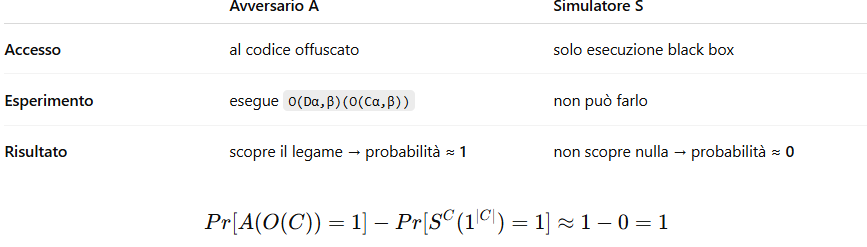 Avversario A Simulatore S
Accesso al codice offuscato solo esecuzione black box
Esperimento esegue O(Dα,β)(O(Cα,β)) non può farlo
Risultato scopre il legame → probabilità ≈ 1 non scopre nulla → probabilità ≈ 0
Pr[A(O(C)) = 1] − Pr[S^C(1^{|C|}) = 1] ≈ 1 − 0 = 1